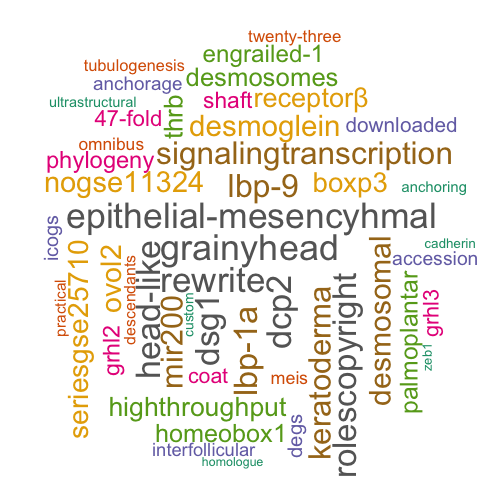 twenty-three
engrailed-1
tubulogenesis
desmosomes
anchorage
shaft
receptorβ
ultrastructural
47-fold
thrb
desmoglein
downloaded
omnibus
phylogeny
signalingtranscription
nogse11324
lbp-9
boxp3
anchoring
epithelial-mesencyhmal
icogs
grainyhead
cadherin
accession
seriesgse25710
ovol2
descendants
head-like
rewrite
dcp2
desmosomal
practical
grhl2
mir200
custom
dsg1
lbp-1a
keratoderma
rolescopyright
palmoplantar
grhl3
zeb1
coat
meis
highthroughput
homeobox1
degs
interfollicular
homologue